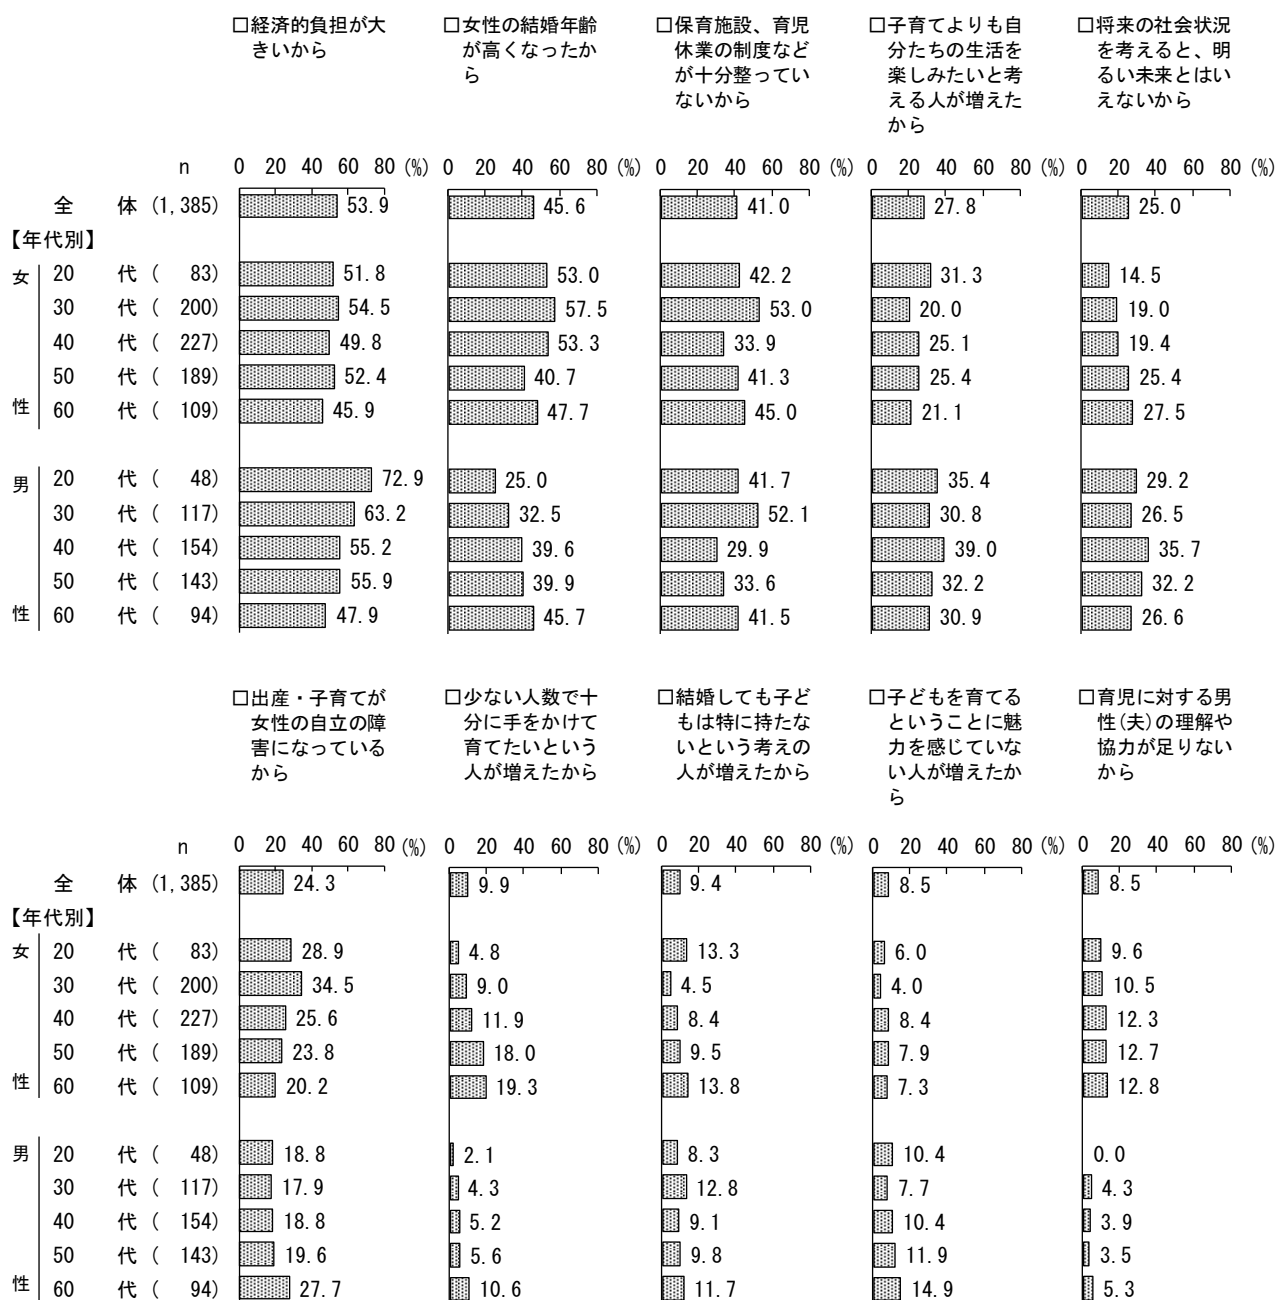 □経済的負担が大
きいから
□女性の結婚年齢
が高くなったか
ら
□保育施設、育児
休業の制度など
が十分整ってい
ないから
□子育てよりも自
分たちの生活を
楽しみたいと考
える人が増えた
から
□将来の社会状況
を考えると、明
るい未来とはい
えないから
n 0 20 40 60 80 (%) 0 20 40 60 80 (%) 0 20 40 60 80 (%) 0 20 40 60 80 (%) 0 20 40 60 80 (%)
全体 (1,385) 53.9 45.6 41.0 27.8 25.0
【年代別】
女 20 代 ( 83) 51.8 53.0 42.2 31.3 14.5
30 代 ( 200) 54.5 57.5 53.0 20.0 19.0
40 代 ( 227) 49.8 53.3 33.9 25.1 19.4
50 代 ( 189) 52.4 40.7 41.3 25.4 25.4
性 60 代 ( 109) 45.9 47.7 45.0 21.1 27.5
男 20 代 ( 48) 72.9 25.0 41.7 35.4 29.2
30 代 ( 117) 63.2 32.5 52.1 30.8 26.5
40 代 ( 154) 55.2 39.6 29.9 39.0 35.7
50 代 ( 143) 55.9 39.9 33.6 32.2 32.2
性 60 代 ( 94) 47.9 45.7 41.5 30.9 26.6
□出産・子育てが
女性の自立の障
害になっている
から
□少ない人数で十
分に手をかけて
育てたいという
人が増えたから
□結婚しても子ど
もは特に持たな
いという考えの
人が増えたから
□子どもを育てる
ということに魅
力を感じていな
い人が増えたか
ら
□育児に対する男
性(夫)の理解や
協力が足りない
から
n 0 20 40 60 80 (%) 0 20 40 60 80 (%) 0 20 40 60 80 (%) 0 20 40 60 80 (%) 0 20 40 60 80 (%)
全体 (1,385) 24.3 9.9 9.4 8.5 8.5
【年代別】
女 20 代 ( 83) 28.9 4.8 13.3 6.0 9.6
30 代 ( 200) 34.5 9.0 4.5 4.0 10.5
40 代 ( 227) 25.6 11.9 8.4 8.4 12.3
50 代 ( 189) 23.8 18.0 9.5 7.9 12.7
性 60 代 ( 109) 20.2 19.3 13.8 7.3 12.8
男 20 代 ( 48) 18.8 2.1 8.3 10.4 0.0
30 代 ( 117) 17.9 4.3 12.8 7.7 4.3
40 代 ( 154) 18.8 5.2 9.1 10.4 3.9
50 代 ( 143) 19.6 5.6 9.8 11.9 3.5
性 60 代 ( 94) 27.7 10.6 11.7 14.9 5.3